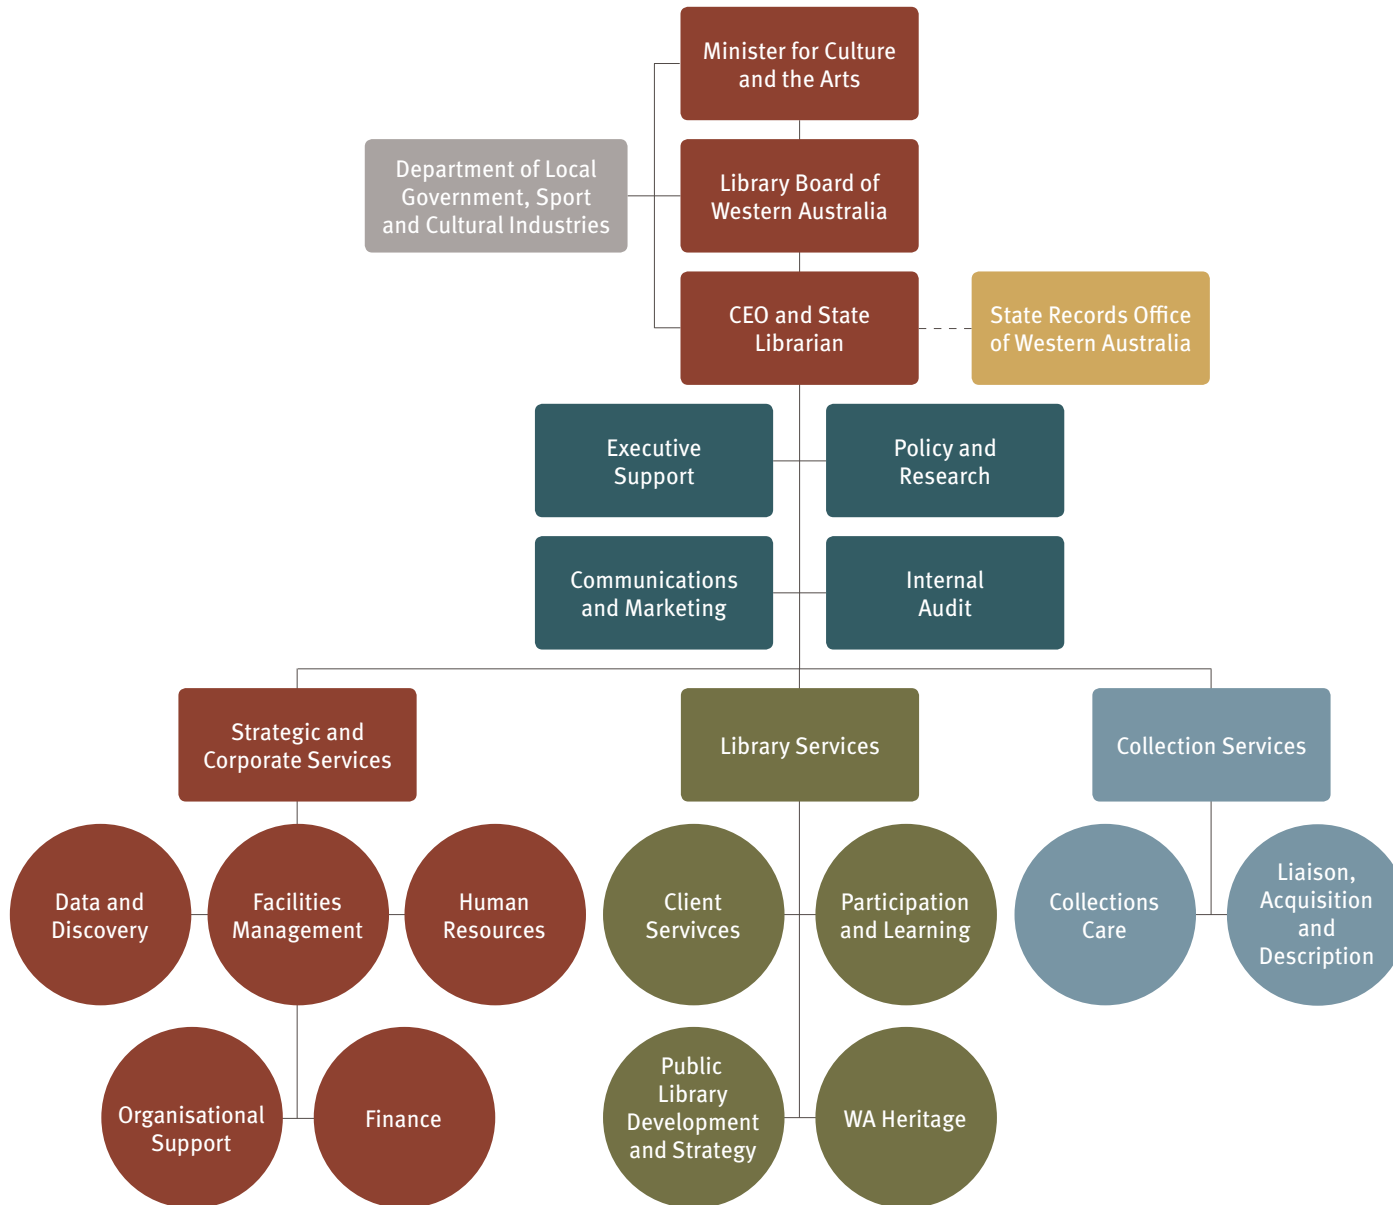 Minister for Culture
and the Arts
Department of Local
Government, Sport
and Cultural Industries
Library Board of
Western Australia
CEO and State
Librarian
State Records Office
of Western Australia
Executive
Support
Policy and
Research
Communications
and Marketing
Internal
Audit
Strategic and
Corporate Services
Library Services
Collection Services
Data and
Discovery
Facilities
Management
Human
Resources
Client
Servivces
Participation
and Learning
Collections
Care
Liaison,
Acquisition
and
Description
Organisational
Support
Finance
Public
Library
Development
and Strategy
WA Heritage